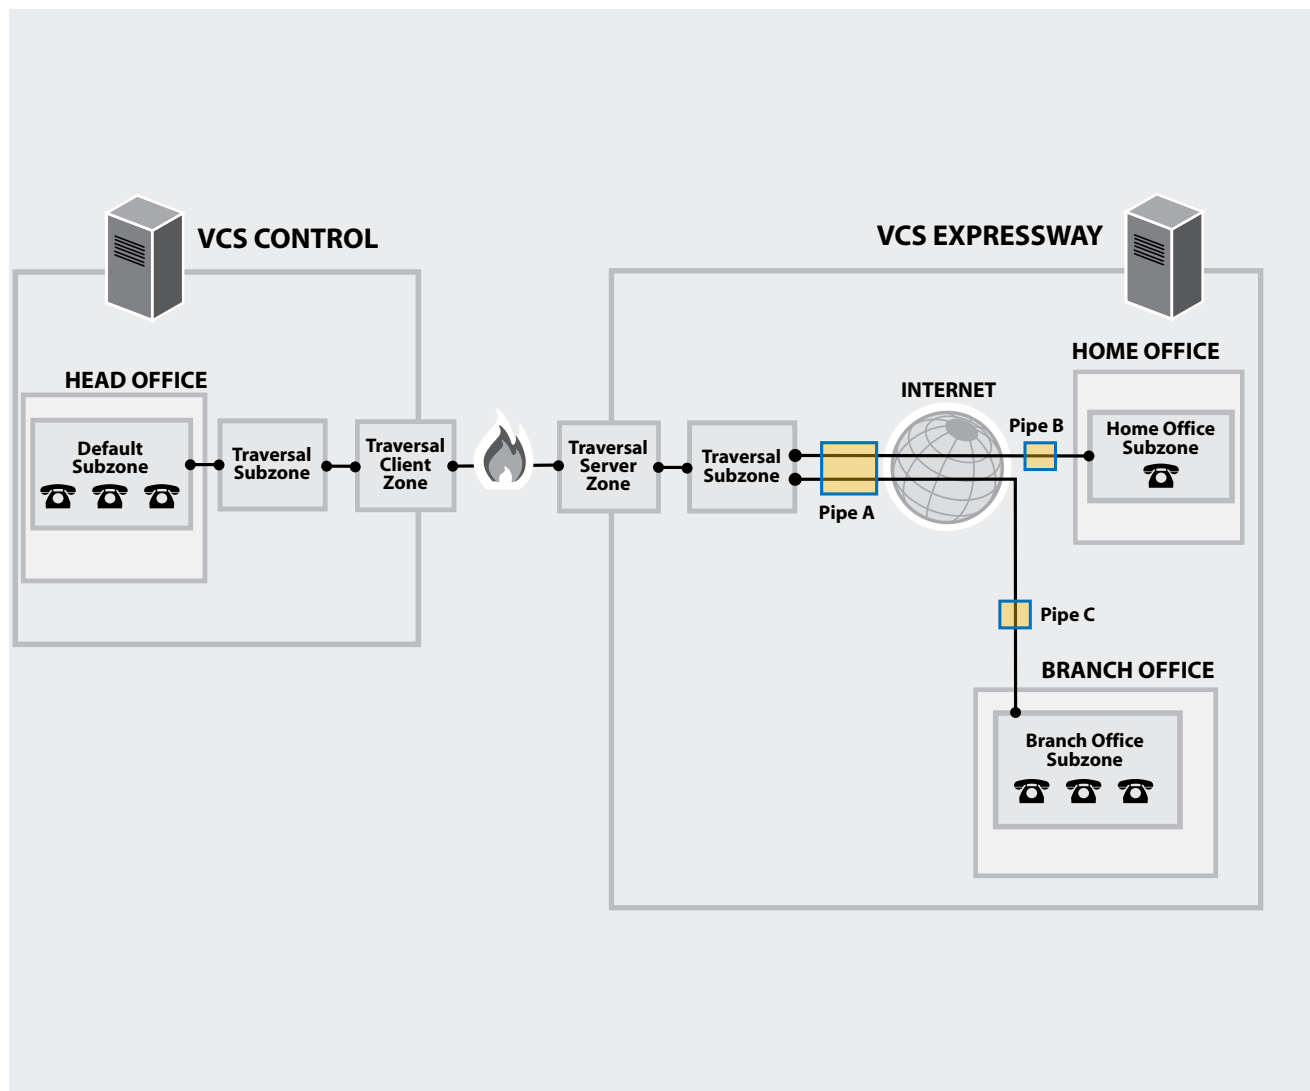 VCS CONTROL
VCS EXPRESSWAY
HEAD OFFICE
Default
Subzone
Traversal
Subzone
Traversal
Client
Zone
Traversal
Server
Zone
Traversal
Subzone
Pipe A
INTERNET
Pipe B
HOME OFFICE
Home Office
Subzone
Pipe C
BRANCH OFFICE
Branch Office
Subzone